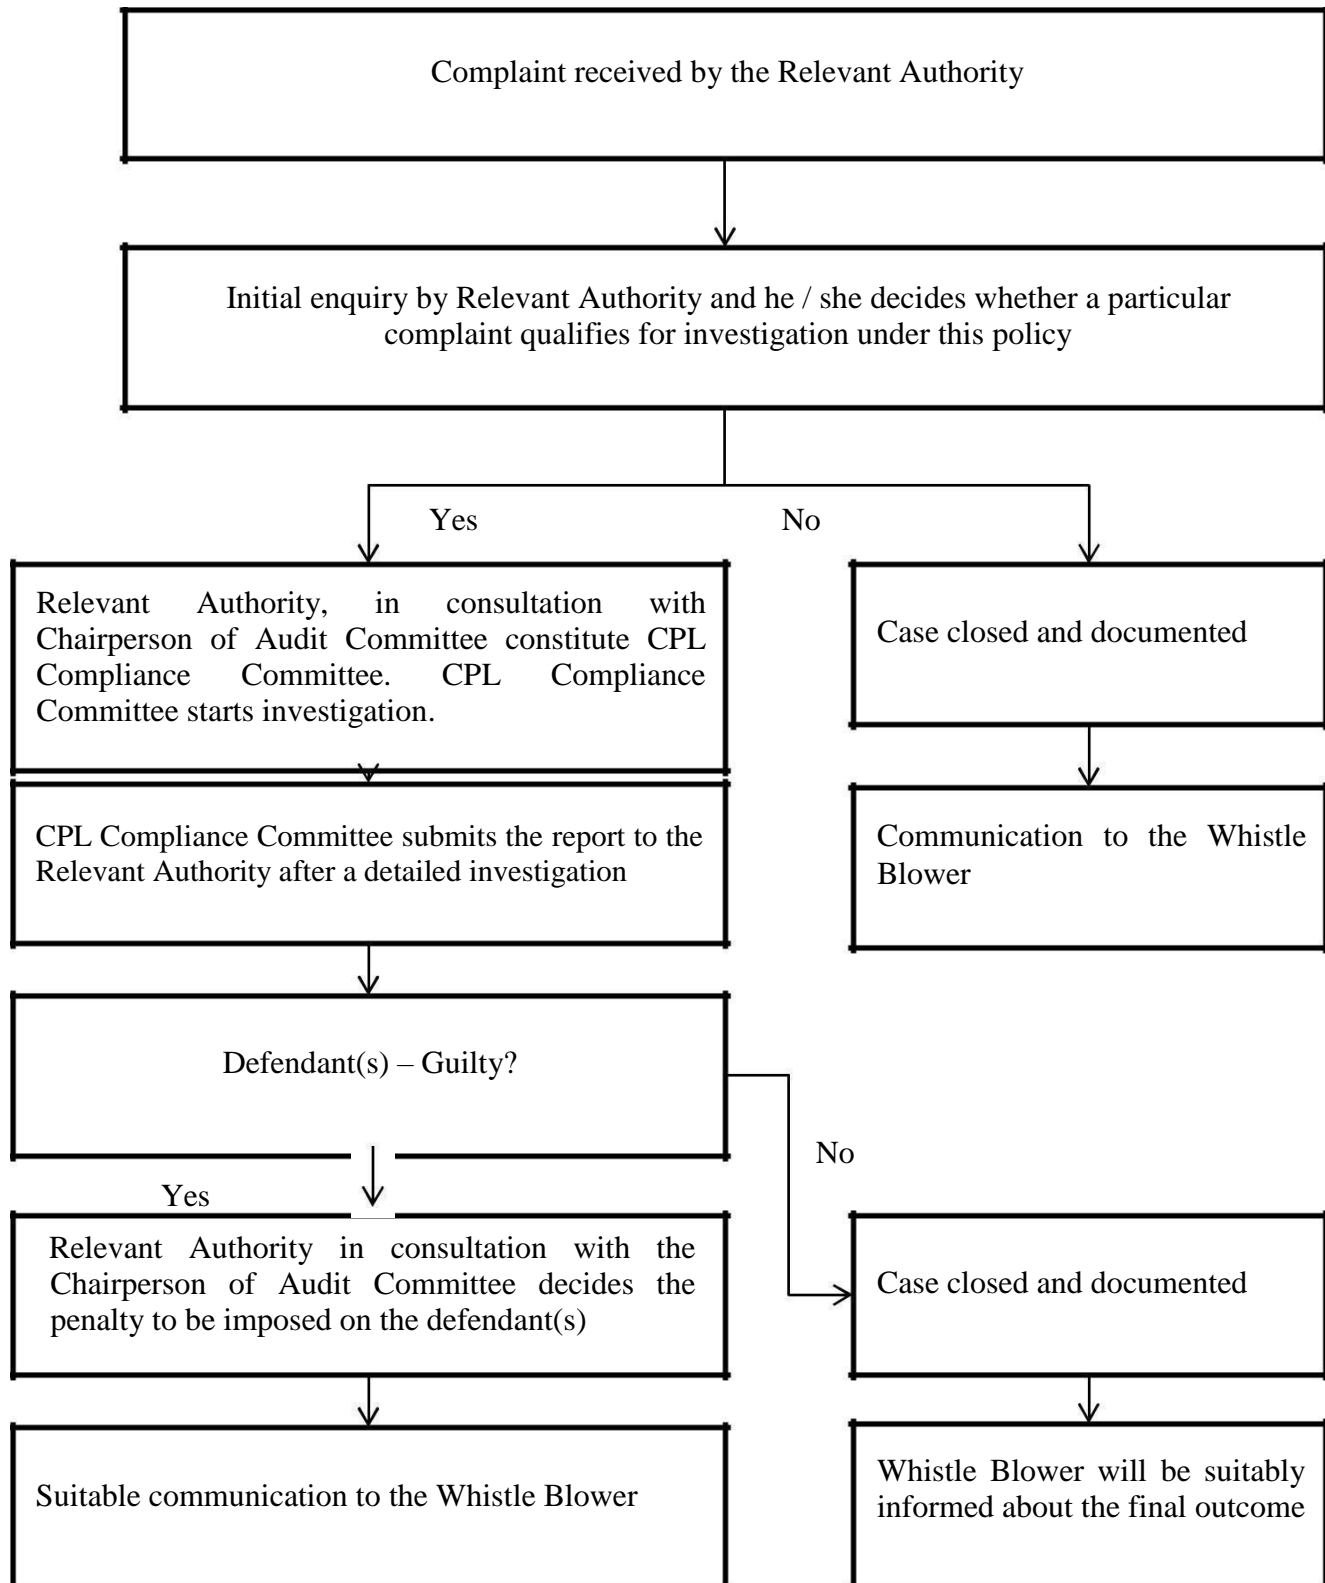 Complaint received by the Relevant Authority
Initial enquiry by Relevant Authority and he / she decides whether a particular
complaint qualifies for investigation under this policy
Yes
No
Relevant Authority, in consultation with
Chairperson of Audit Committee constitute CPL
Compliance Committee. CPL Compliance
Committee starts investigation.
Case closed and documented
CPL Compliance Committee submits the report to the
Relevant Authority after a detailed investigation
Communication to the Whistle
Blower
Defendant(s) – Guilty?
No
Yes
Relevant Authority in consultation with the
Chairperson of Audit Committee decides the
penalty to be imposed on the defendant(s)
Case closed and documented
Suitable communication to the Whistle Blower
Whistle Blower will be suitably
informed about the final outcome